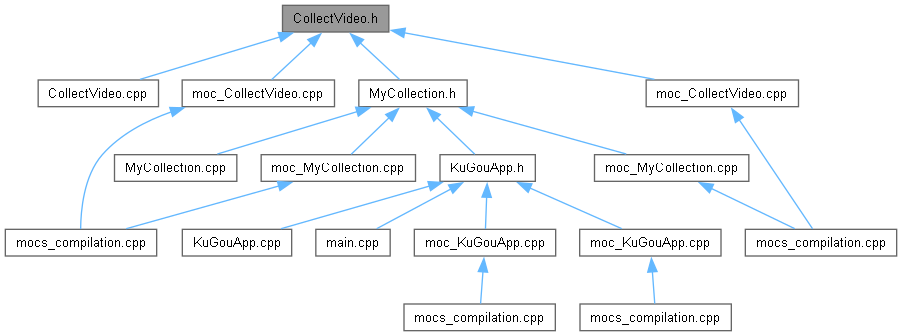 CollectVideo.h
CollectVideo.cpp
moc_CollectVideo.cpp
MyCollection.h
moc_CollectVideo.cpp
MyCollection.cpp
moc_MyCollection.cpp
KuGouApp.h
moc_MyCollection.cpp
mocs_compilation.cpp
KuGouApp.cpp
main.cpp
moc_KuGouApp.cpp
moc_KuGouApp.cpp
mocs_compilation.cpp
mocs_compilation.cpp
mocs_compilation.cpp